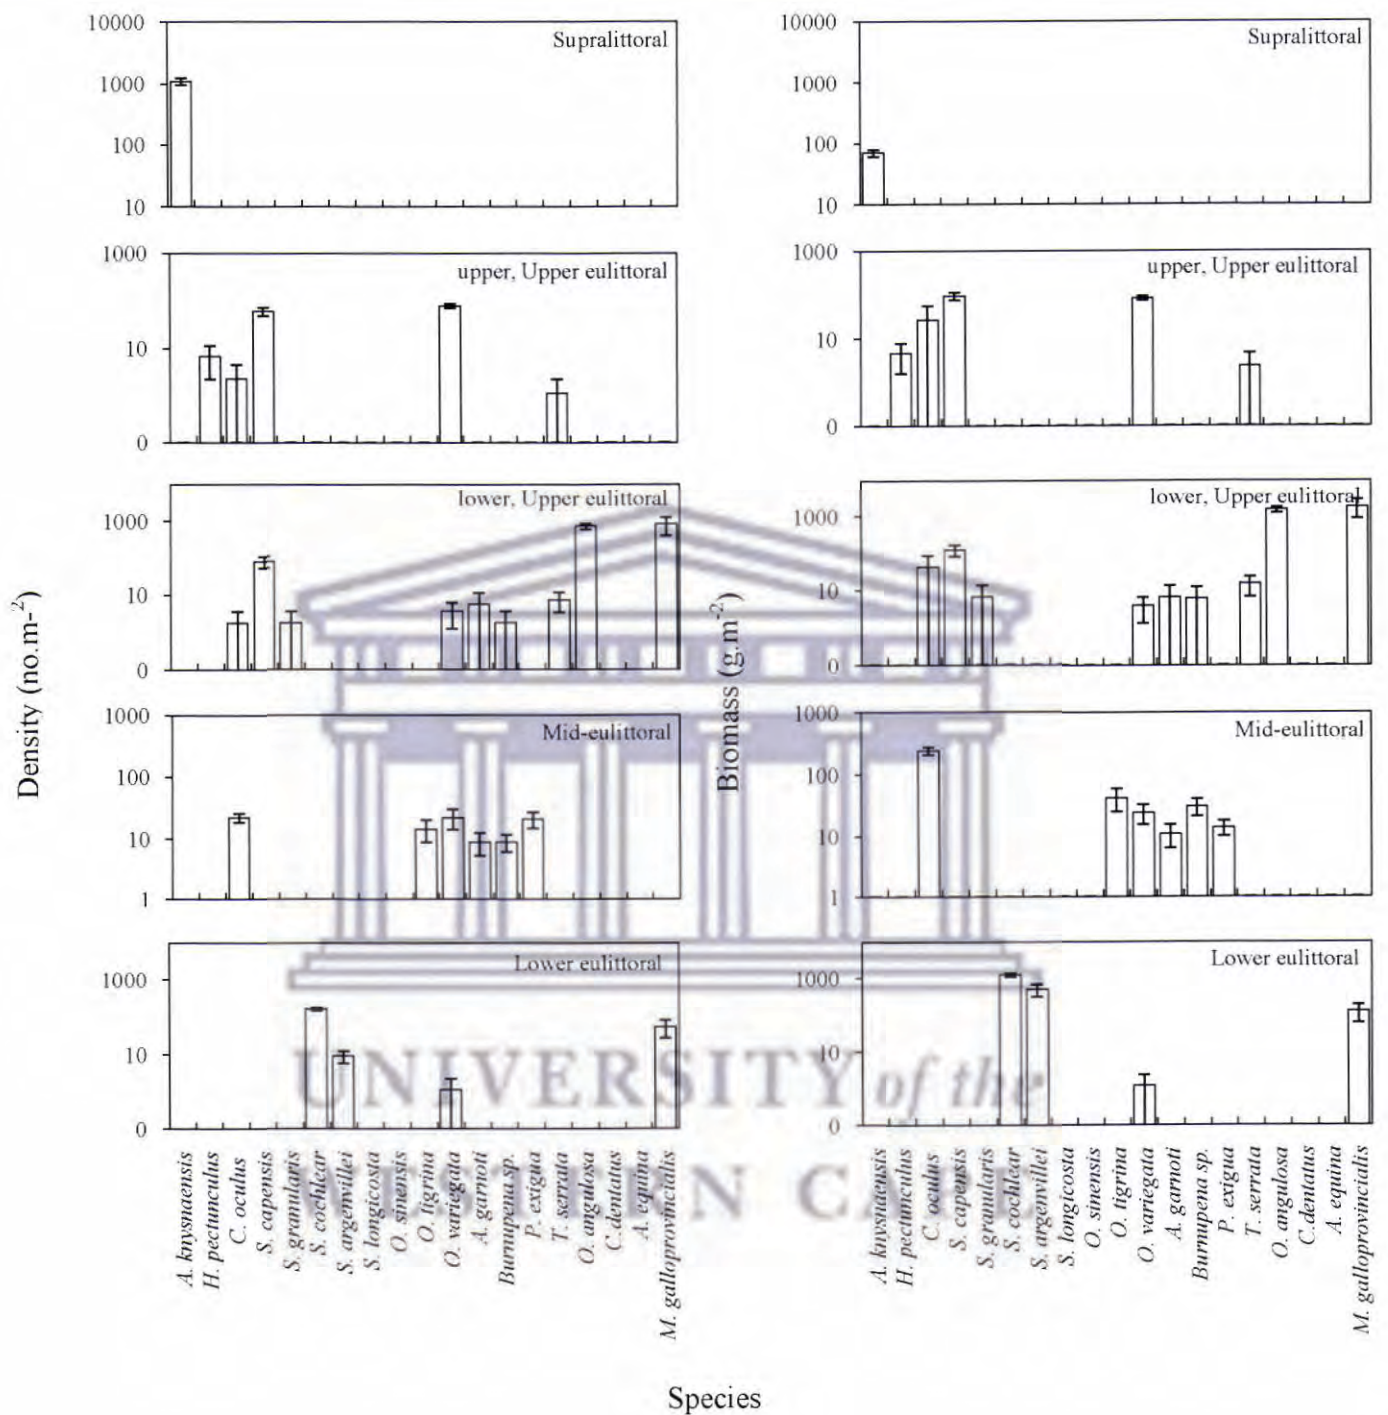 10000
1000
100
10
Supralittoral
10000
1000
100
10
Supralittoral
1000
10
0
upper, Upper eulittoral
1000
10
0
upper, Upper eulittoral
1000
10
0
lower, Upper eulittoral
1000
10
0
lower, Upper eulittoral
1000
100
10
1
Mid-eulittoral
1000
100
10
1
Mid-eulittoral
1000
10
0
Lower eulittoral
1000
10
0
Lower eulittoral
Density (no.m-²)
Biomass (g.m-²)
UNIVERSITY of the
WESTERN CAPE
A. knysnaensis
H. pectunculus
C. oculus
S. capensis
S. granularis
S. cochlear
S. argenvillei
S. longicosta
O. sinensis
O. tigrina
O. variegata
A. garnoti
Burnupena sp.
P. exigua
T. serrata
O. angulosa
C.dentatus
A. equina
M. galloprovincialis
A. knysnaensis
H. pectunculus
C. oculus
S. capensis
S. granularis
S. cochlear
S. argenvillei
S. longicosta
O. sinensis
O. tigrina
O. variegata
A. garnoti
Burnupena sp.
P. exigua
T. serrata
O. angulosa
C.dentatus
A. equina
M. galloprovincialis
Species